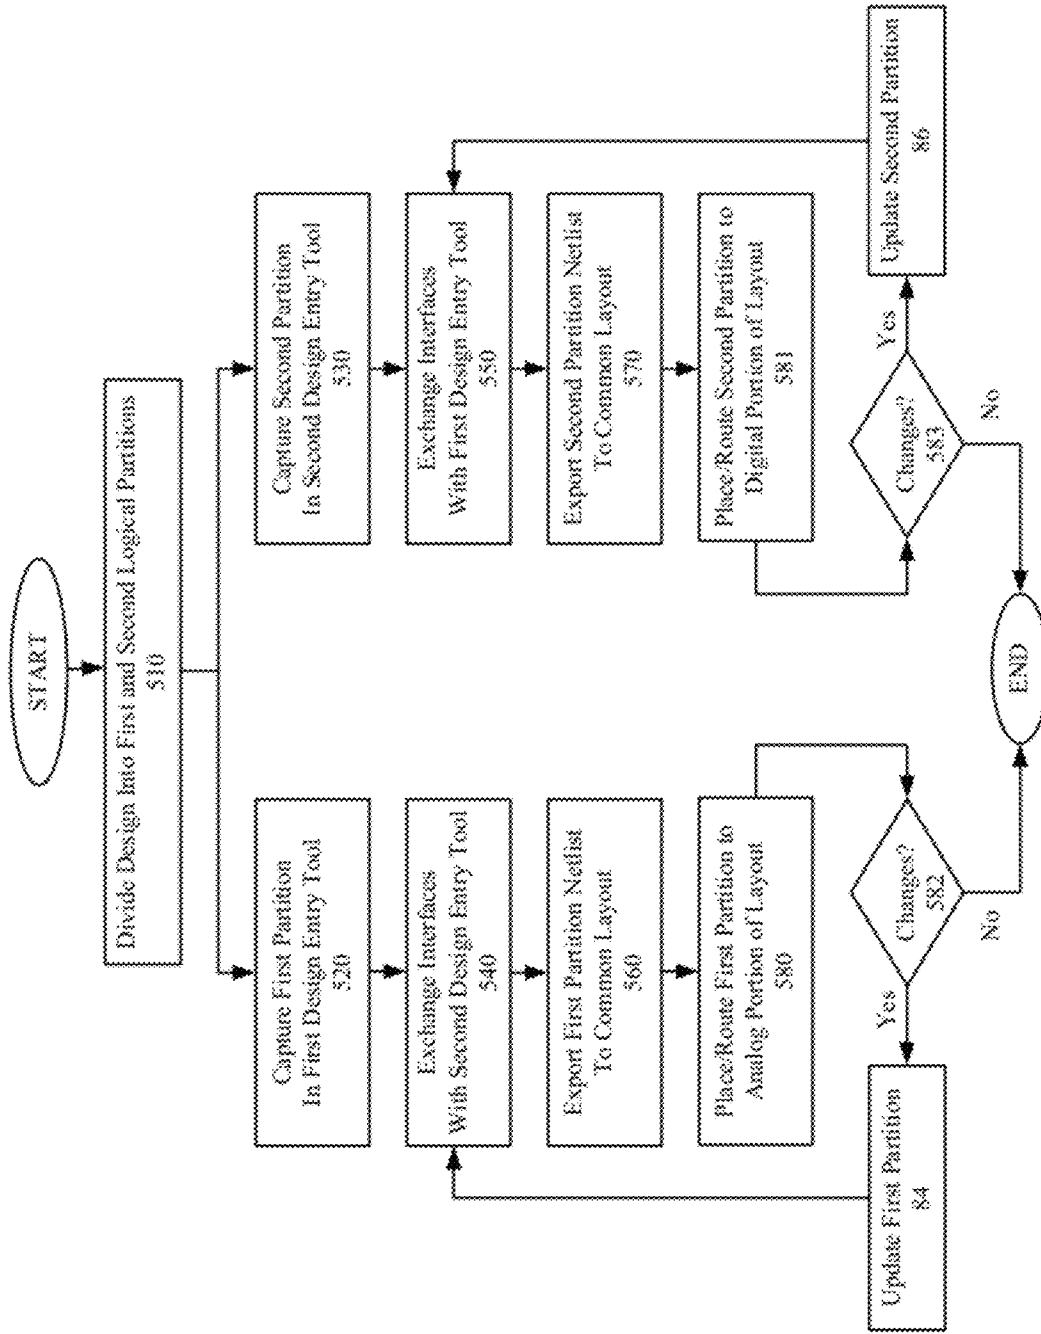 START
Divide Design Into First and Second Logical Partitions
510
Capture First Partition
In First Design Entry Tool
520
Exchange Interfaces
With Second Design Entry Tool
540
Export First Partition Netlist
To Common Layout
560
Place/Route First Partition to
Analog Portion of Layout
580
Changes?
582
Yes
No
Update First Partition
84
Capture Second Partition
In Second Design Entry Tool
530
Exchange Interfaces
With First Design Entry Tool
550
Export Second Partition Netlist
To Common Layout
570
Place/Route Second Partition to
Digital Portion of Layout
581
Changes?
583
Yes
No
Update Second Partition
86
END